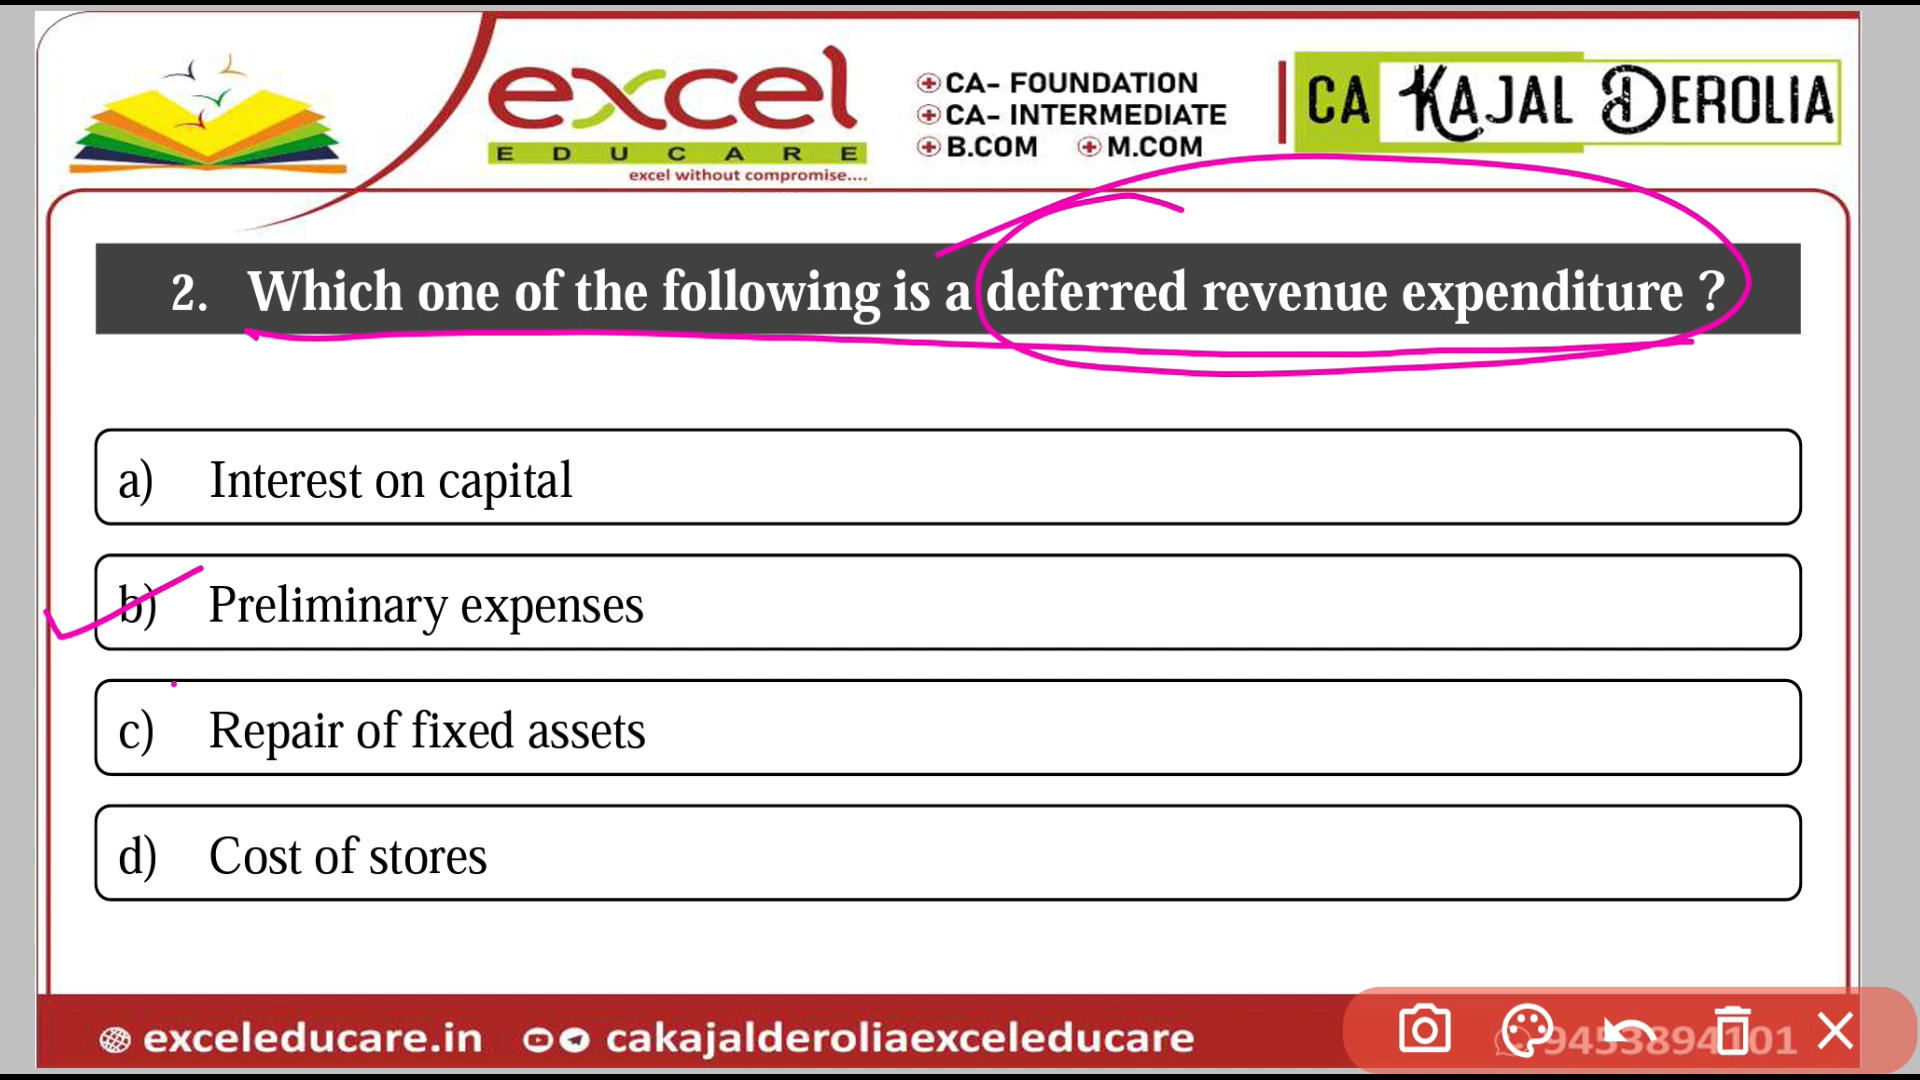 excel
EDUCARE
excel without compromise....
CA- FOUNDATION
CA- INTERMEDIATE
B.COM M.COM
CA KAJAL DEROLIA
2. Which one of the following is a deferred revenue expenditure ?
a) Interest on capital
b) Preliminary expenses
c) Repair of fixed assets
d) Cost of stores
exceleducare.in cakajalderoliaexceleducare 9453894101